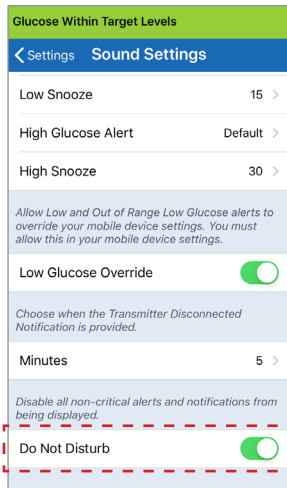 Glucose Within Target Levels
Settings Sound Settings
Low Snooze 15
High Glucose Alert Default
High Snooze 30
Allow Low and Out of Range Low Glucose alerts to
override your mobile device settings. You must
allow this in your mobile device settings.
Low Glucose Override
Choose when the Transmitter Disconnected
Notification is provided.
Minutes 5
Disable all non-critical alerts and notifications from
being displayed.
Do Not Disturb